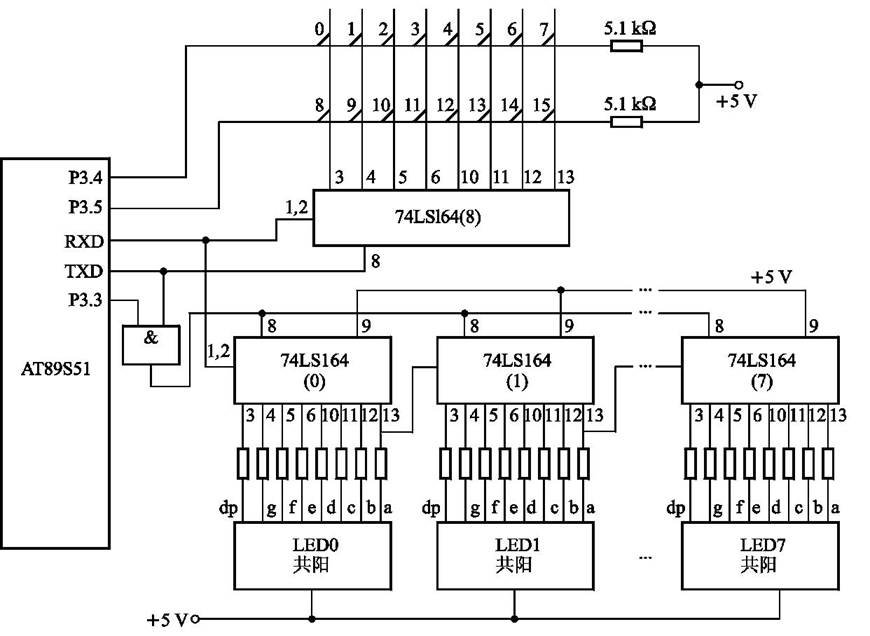 0 1 2 3 4 5 6 7 5.1 kΩ
+5 V
8 9 10 11 12 13 14 15 5.1 kΩ
P3.4
3 4 5 6 10 11 12 13
P3.5
1,2
74LSl64(8)
RXD
8
TXD
+5 V
P3.3
8 9 8 9 8 9
&
1,2
74LS164
(0)
74LS164
(1)
74LS164
(7)
AT89S51
3 4 5 6 10 11 12 13
3 4 5 6 10 11 12 13
3 4 5 6 10 11 12 13
dp g f e d c b a
dp g f e d c b a
dp g f e d c b a
LED0
共阳
LED1
共阳
...
LED7
共阳
+5 V